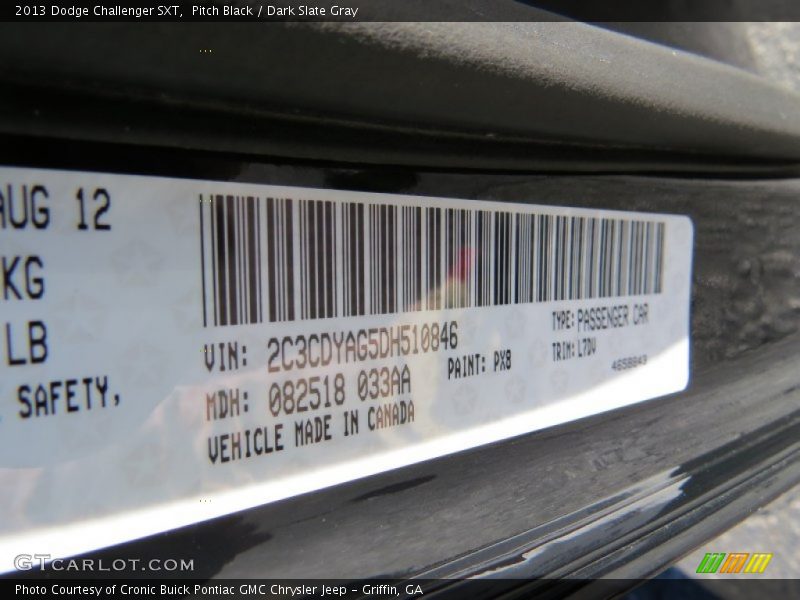 2013 Dodge Challenger SXT,  Pitch Black / Dark Slate Gray
AUG 12
KG
LB
SAFETY,
VIN: 2C3CDYAG5DH510846
TYPE: PASSENGER CAR
MDH: 082518 033AA
PAINT: PX8
TRIM: L7DV
4658843
VEHICLE MADE IN CANADA
GTCARLOT.COM
Photo Courtesy of Cronic Buick Pontiac GMC Chrysler Jeep - Griffin, GA